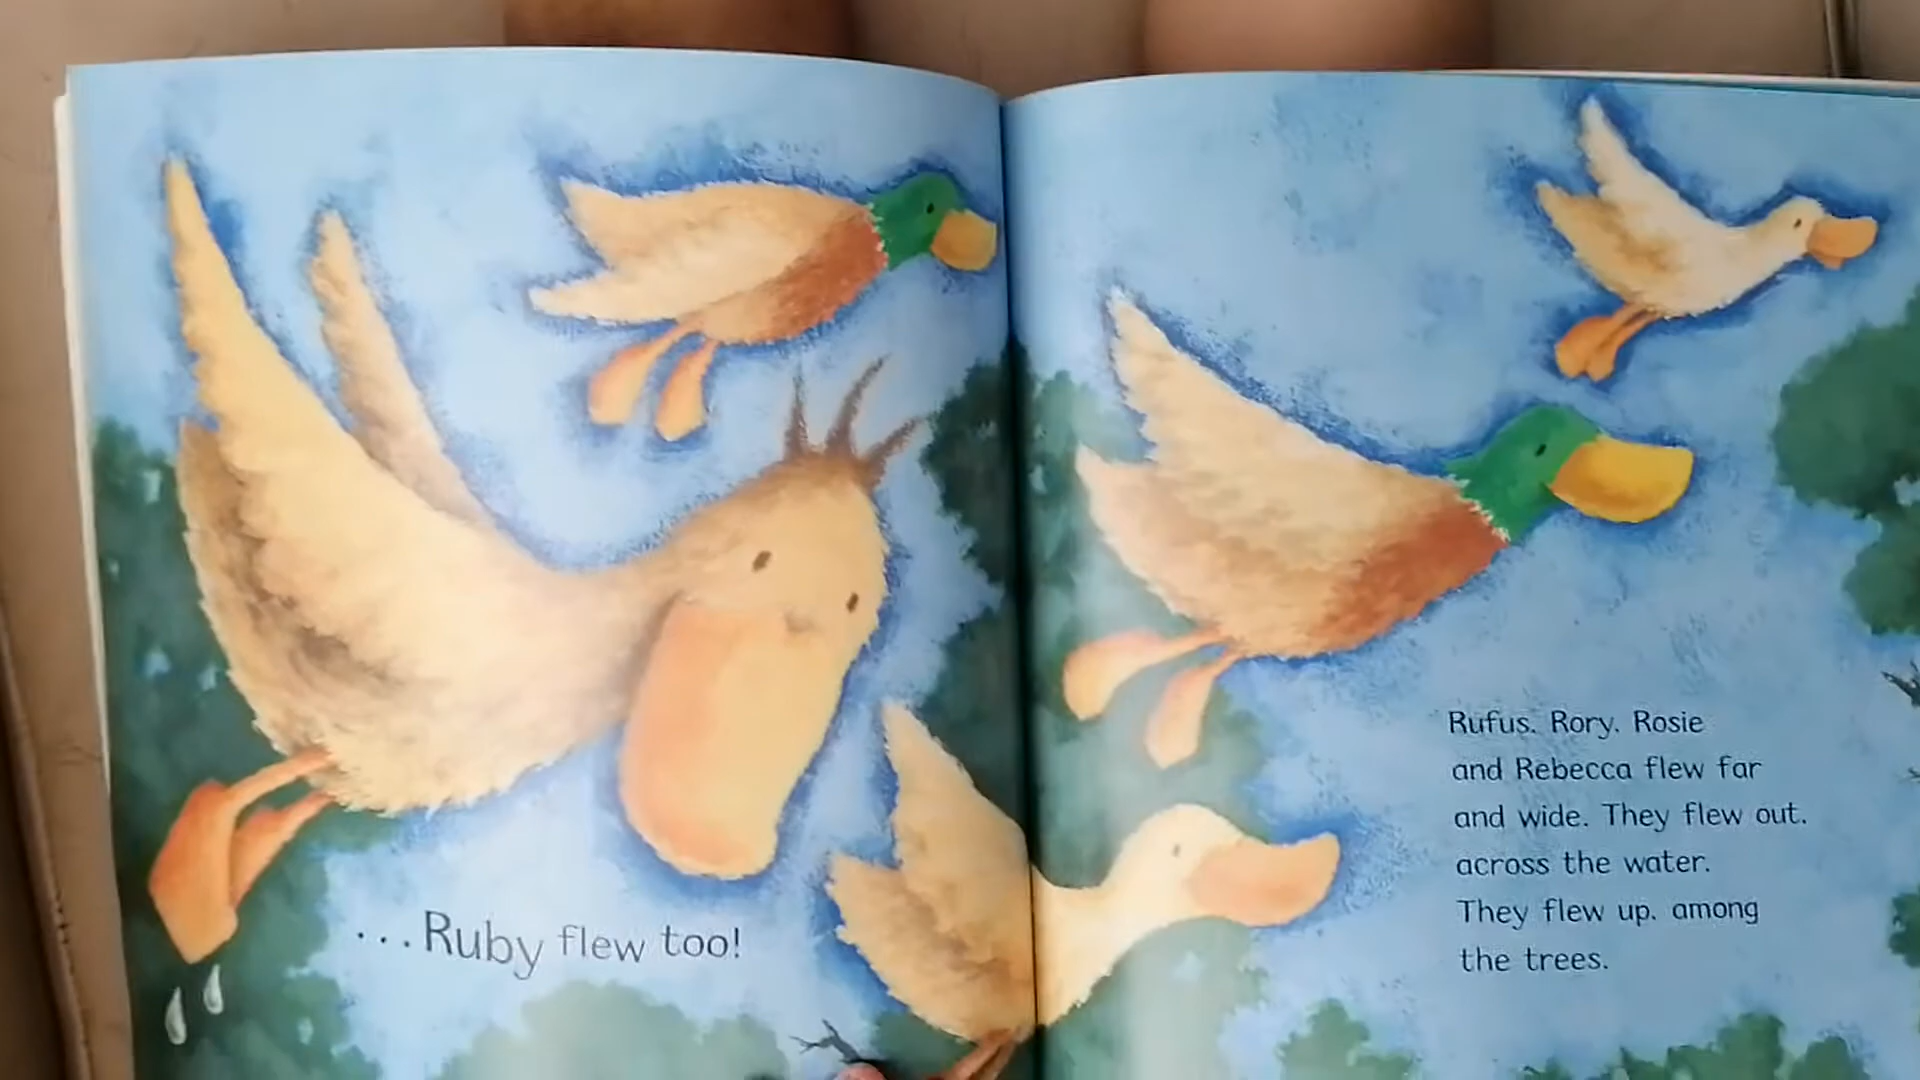 ...Ruby flew too!
Rufus, Rory, Rosie
and Rebecca flew far
and wide. They flew out,
across the water.
They flew up, among
the trees.